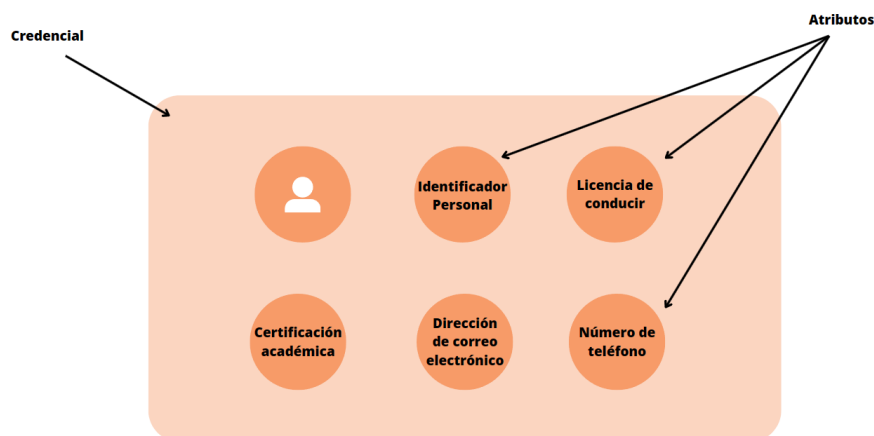 Atributos
Credencial
Identificador
Personal
Licencia de
conducir
Certificación
académica
Dirección
de correo
electrónico
Número de
teléfono